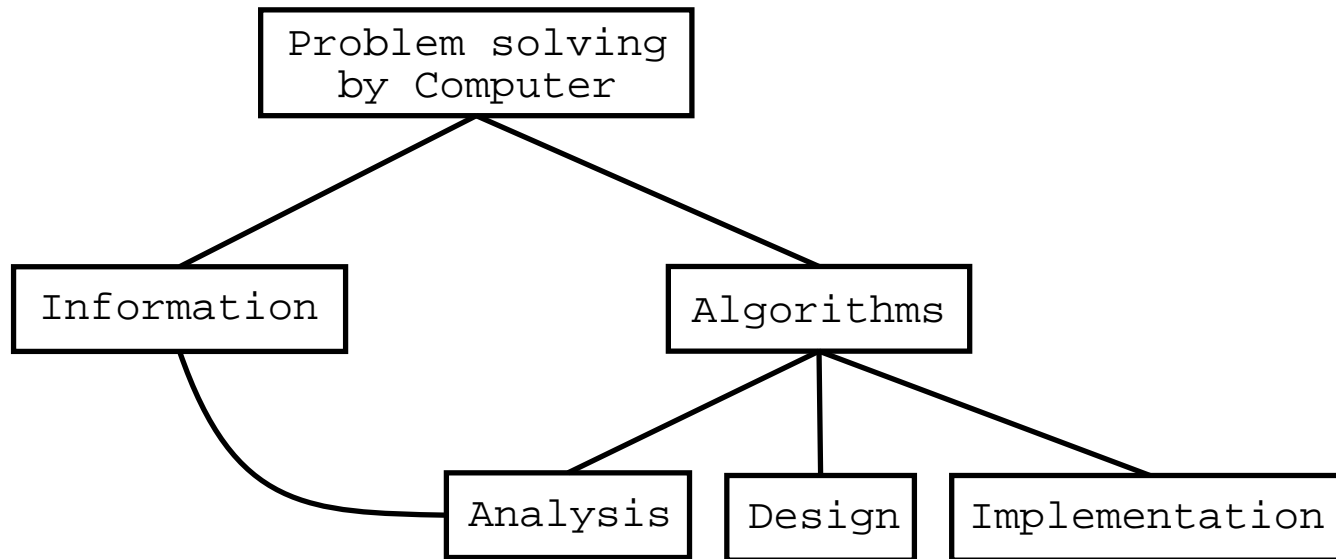 Problem solving
by Computer
Information
Algorithms
Analysis
Design
Implementation